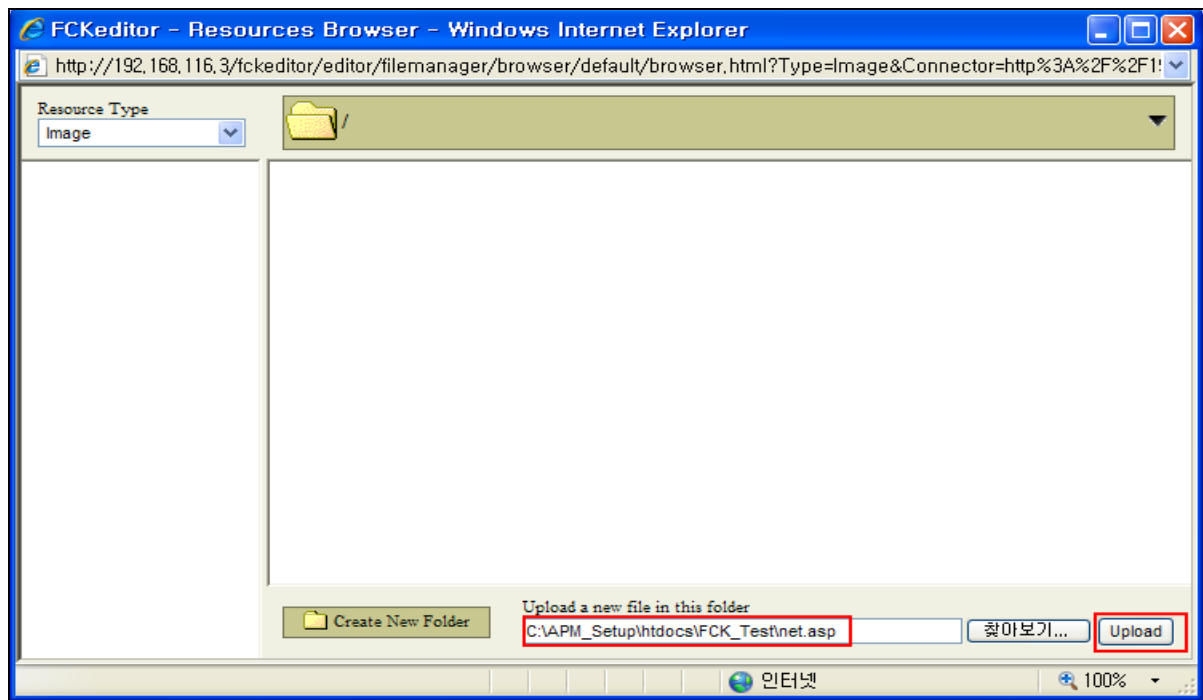 FCKeditor - Resources Browser - Windows Internet Explorer
http://192.168.116.3/fckeditor/editor/filemanager/browser/default/browser.html?Type=Image&Connector=http%3A%2F%2F1!
Resource Type
Image
/
Create New Folder
Upload a new file in this folder
C:\APM_Setup\htdocs\FCK_Test\net.asp
찾아보기...
Upload
인터넷
100%